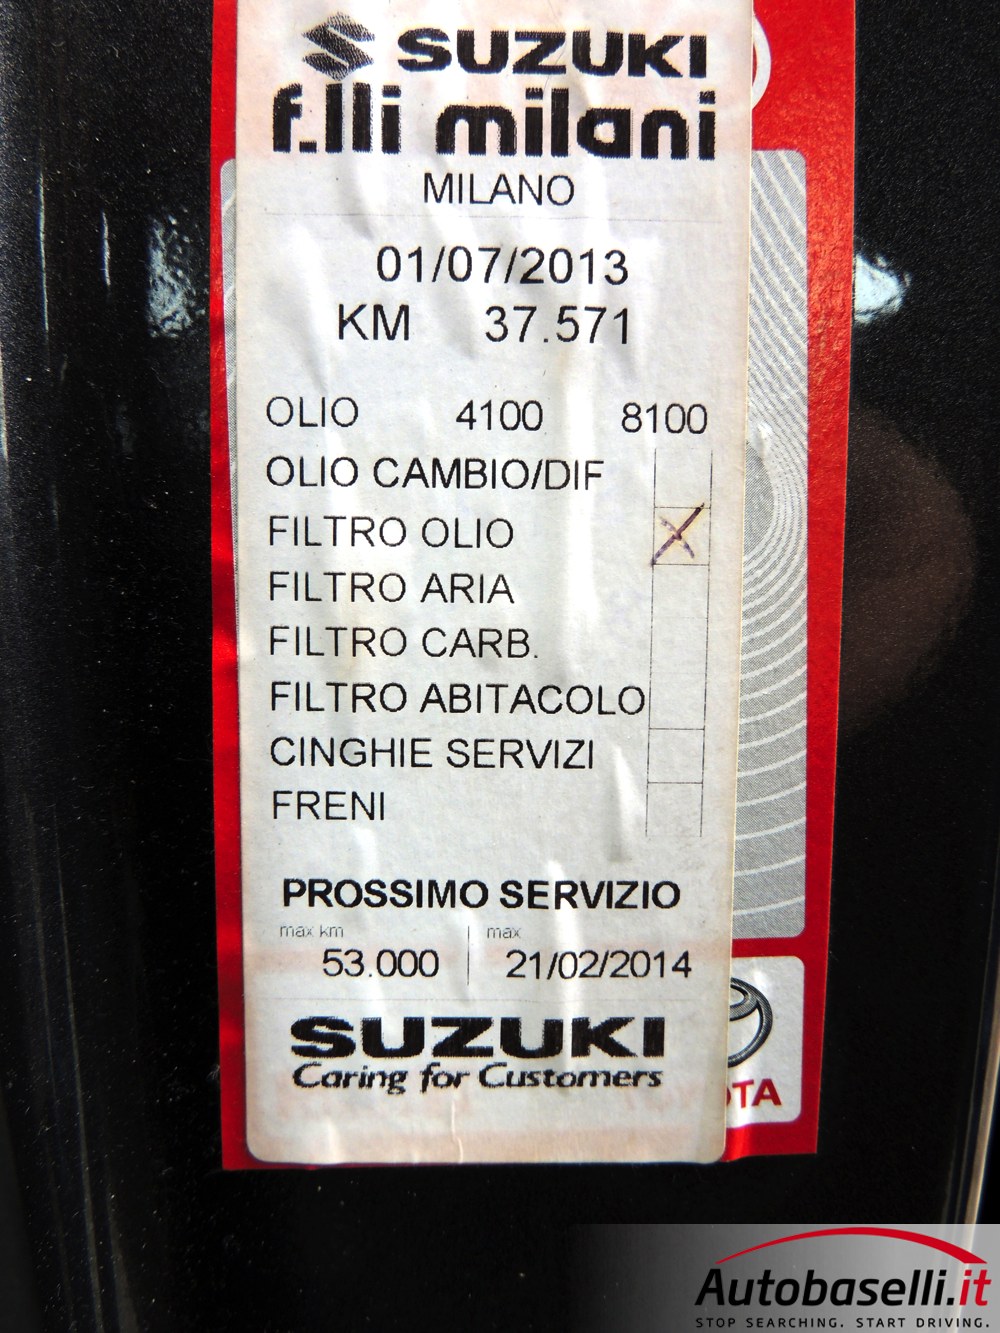 SUZUKI
f.lli milani
MILANO
01/07/2013
KM 37.571
OLIO 4100 8100
OLIO CAMBIO/DIF
FILTRO OLIO X
FILTRO ARIA
FILTRO CARB.
FILTRO ABITACOLO
CINGHIE SERVIZI
FRENI
PROSSIMO SERVIZIO
max km max
53.000 21/02/2014
SUZUKI
Caring for Customers
OTA
Autobaselli.it
STOP SEARCHING. START DRIVING.